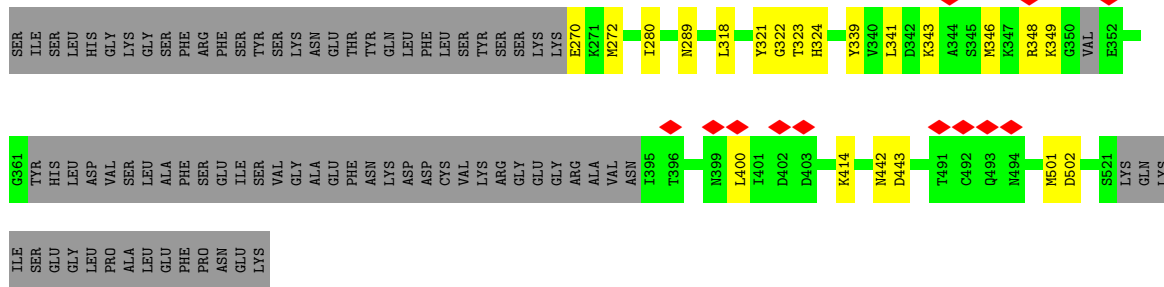 SER ILE SER LEU HIS GLY LYS GLY SER PHE ARG PHE SER TYR SER LYS ASN GLU THR TYR GLN LEU PHE LEU SER TYR SER SER LYS LYS E270 K271 M272 I280 N289 L318 Y321 G322 T323 H324 Y339 V340 L341 D342 K343 A344 S345 M346 K347 R348 K349 G350 VAL E352
G361 TYR HIS LEU ASP VAL SER LEU ALA PHE SER GLU ILE SER VAL GLY ALA GLU PHE ASN LYS ASP ASP CYS VAL LYS ARG GLY GLU GLY ARG ALA VAL ASN I395 T396 N399 L400 I401 D402 D403 K414 N442 D443 T491 C492 Q493 N494 M501 D502 S521 LYS GLN LYS
ILE SER GLU GLY LEU PRO ALA LEU GLU PHE PRO ASN GLU LYS